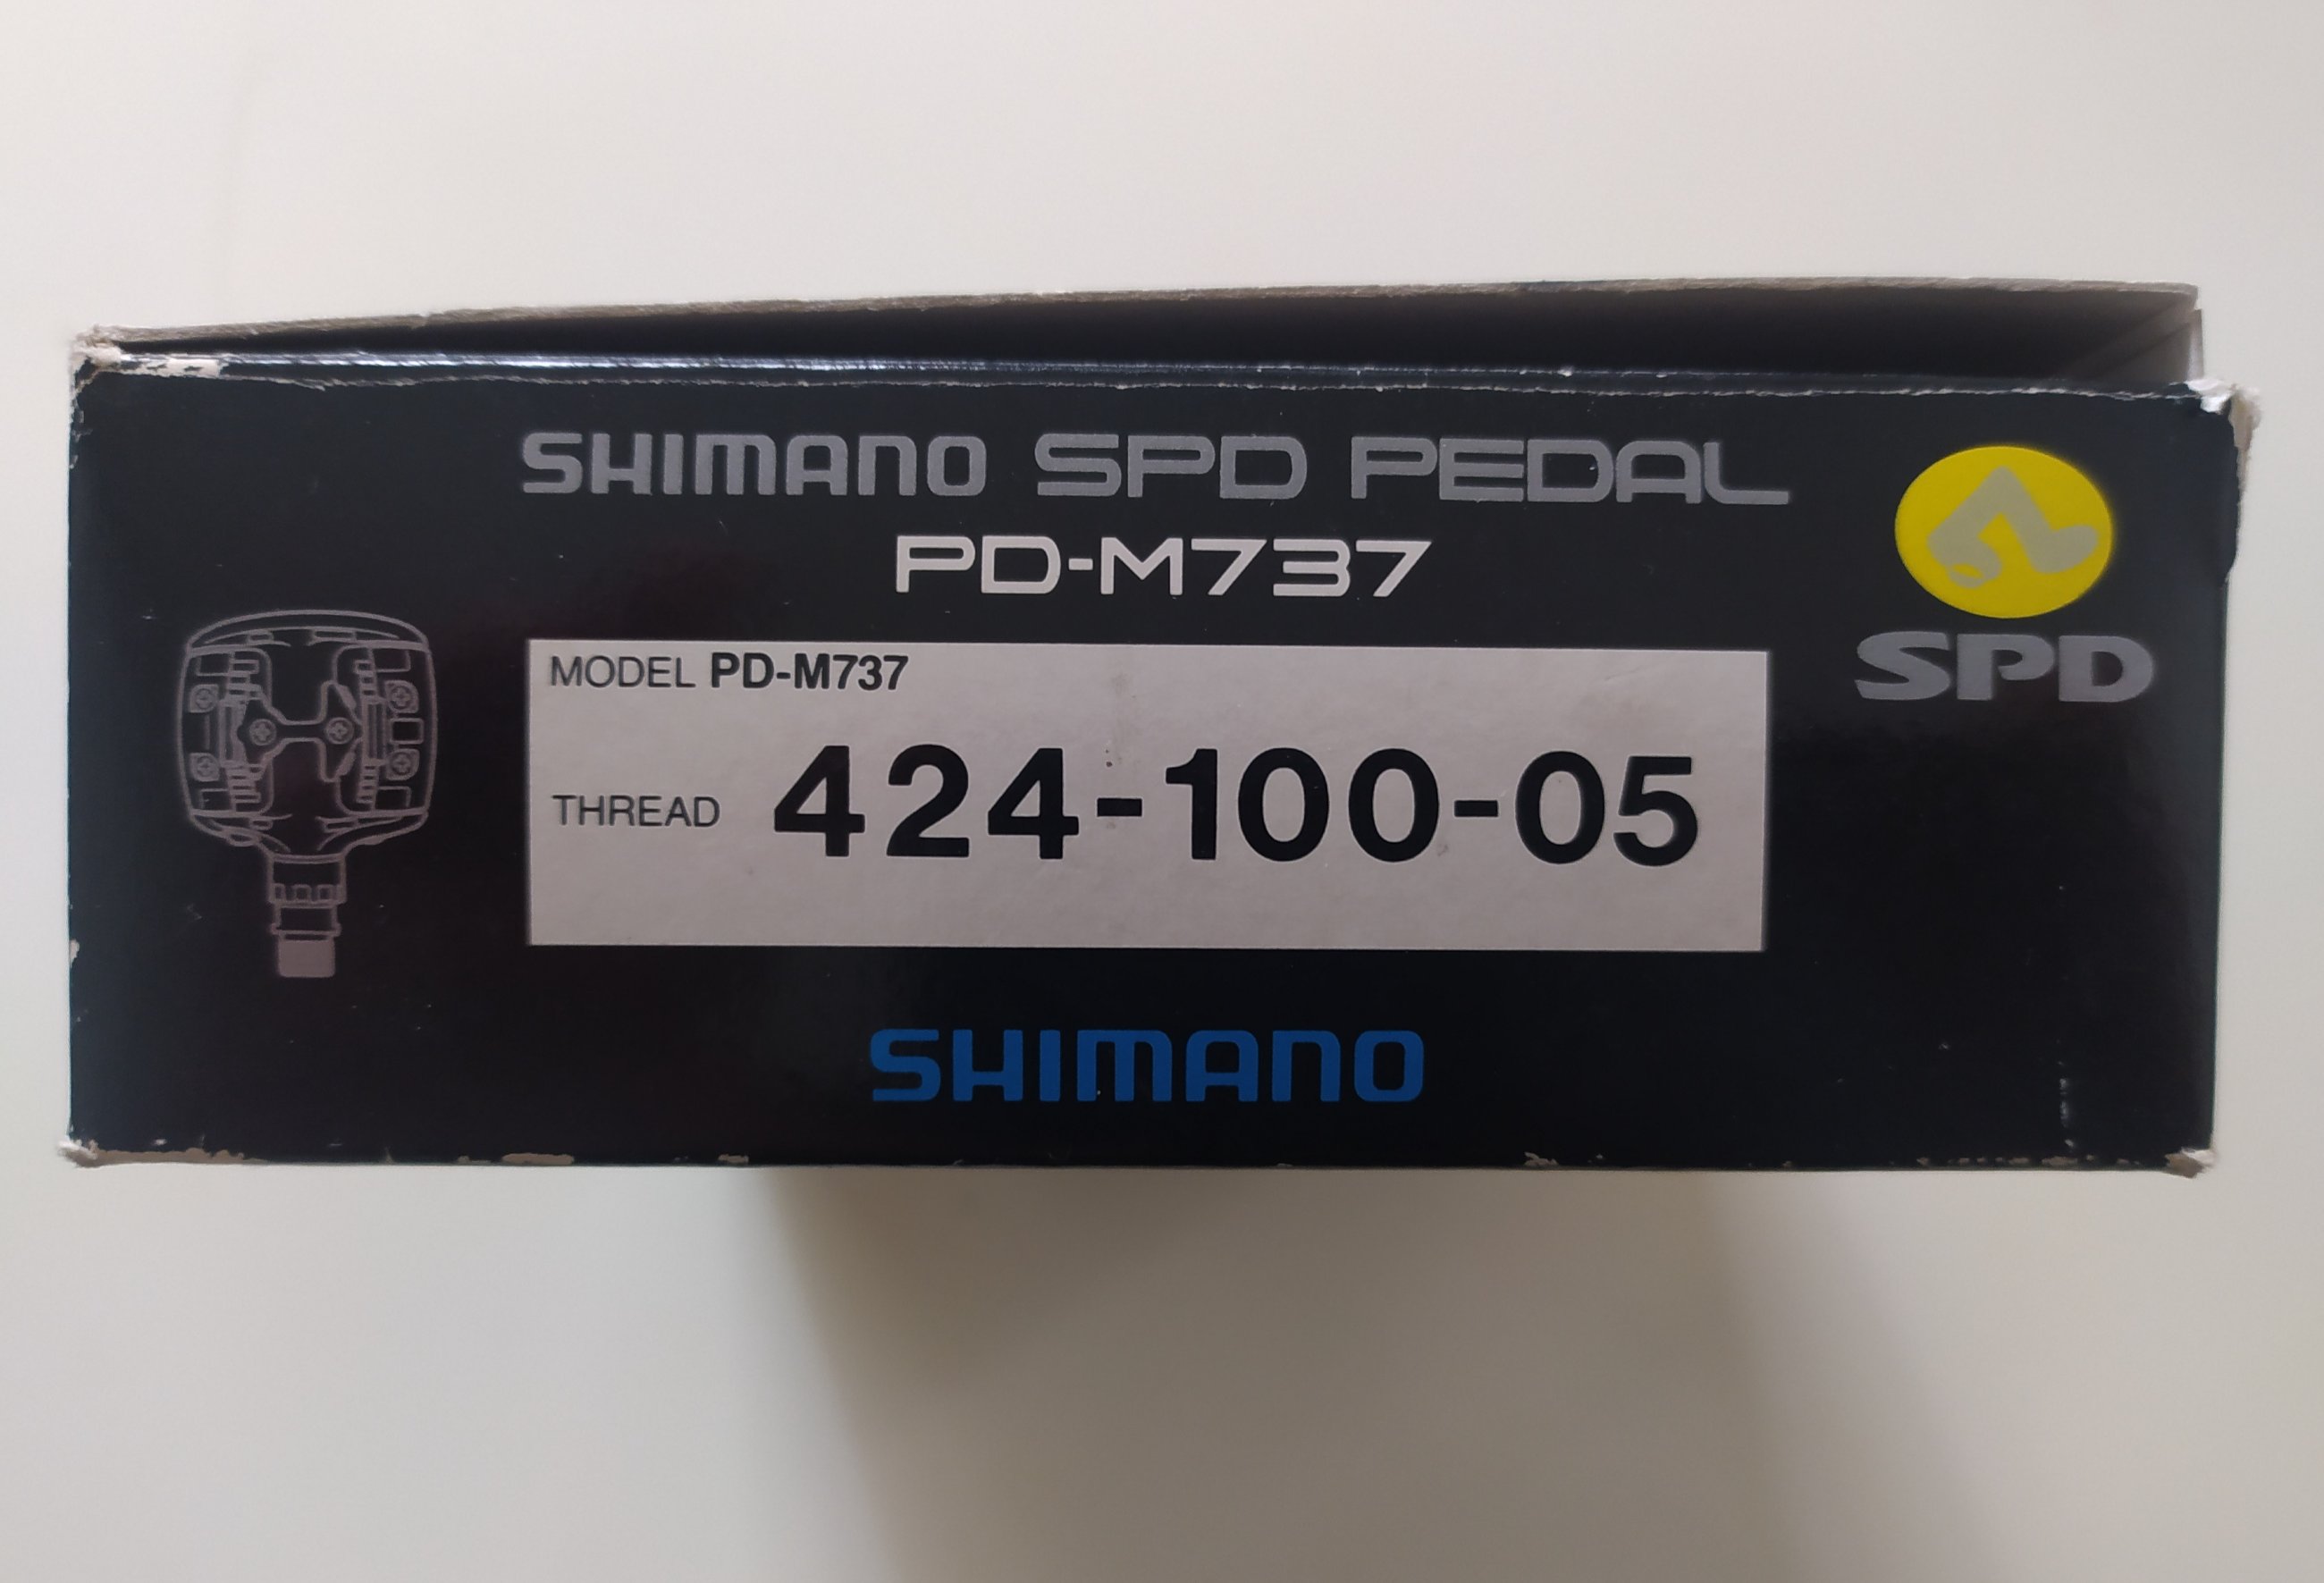 SHIMANO SPD PEDAL
PD-M737
SPD
MODEL PD-M737
THREAD 424-100-05
SHIMANO